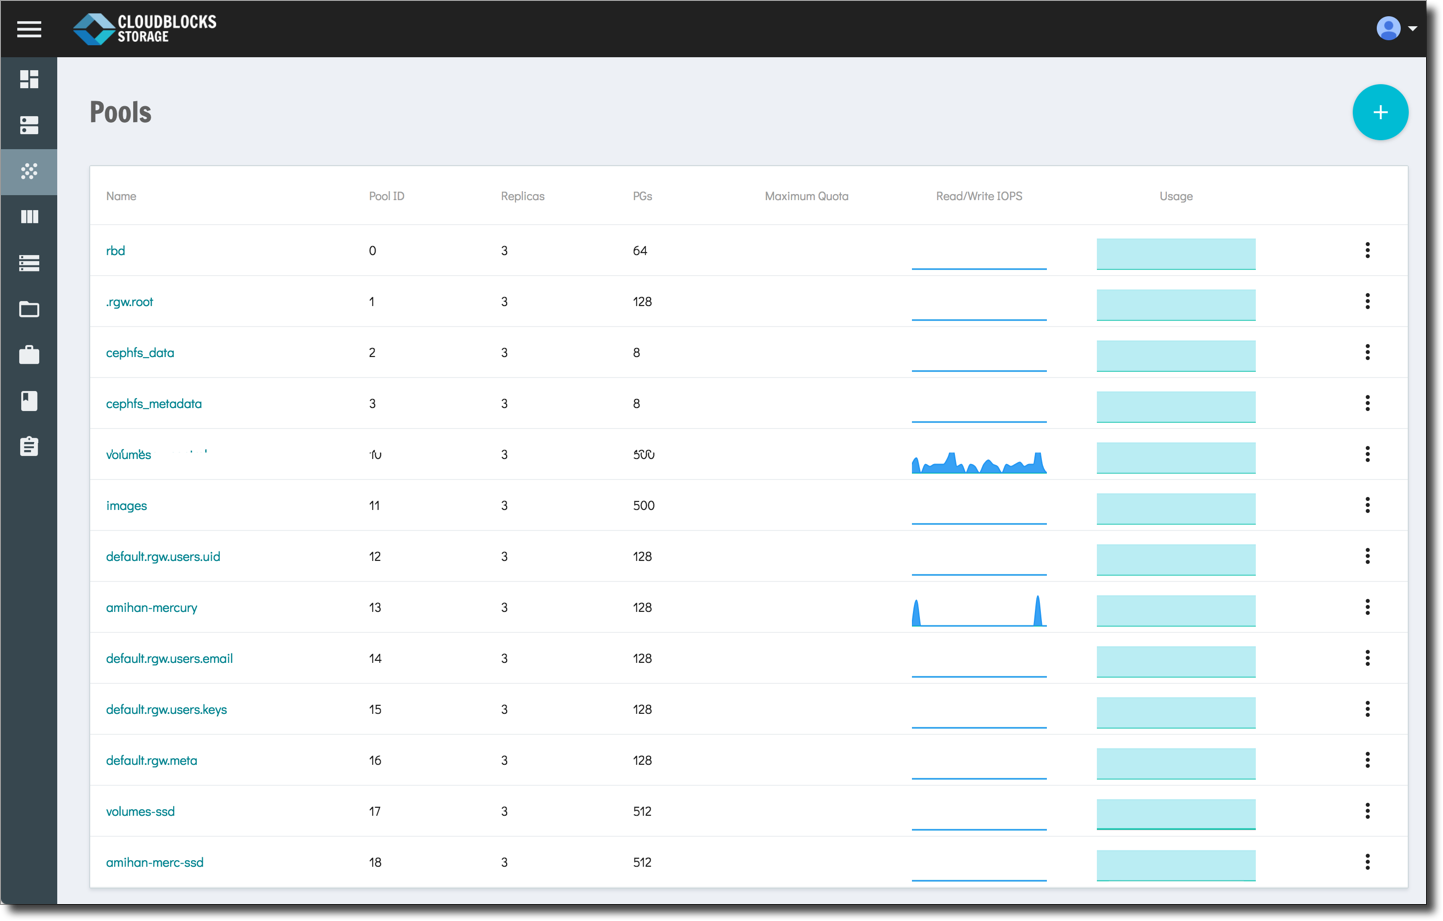 CLOUDBLOCKS
STORAGE
Pools
Name Pool ID Replicas PGs Maximum Quota Read/Write IOPS Usage
rbd 0 3 64
.rgw.root 1 3 128
cephfs_data 2 3 8
cephfs_metadata 3 3 8
volumes 3
images 11 3 500
default.rgw.users.uid 12 3 128
amihan-mercury 13 3 128
default.rgw.users.email 14 3 128
default.rgw.users.keys 15 3 128
default.rgw.meta 16 3 128
volumes-ssd 17 3 512
amihan-merc-ssd 18 3 512